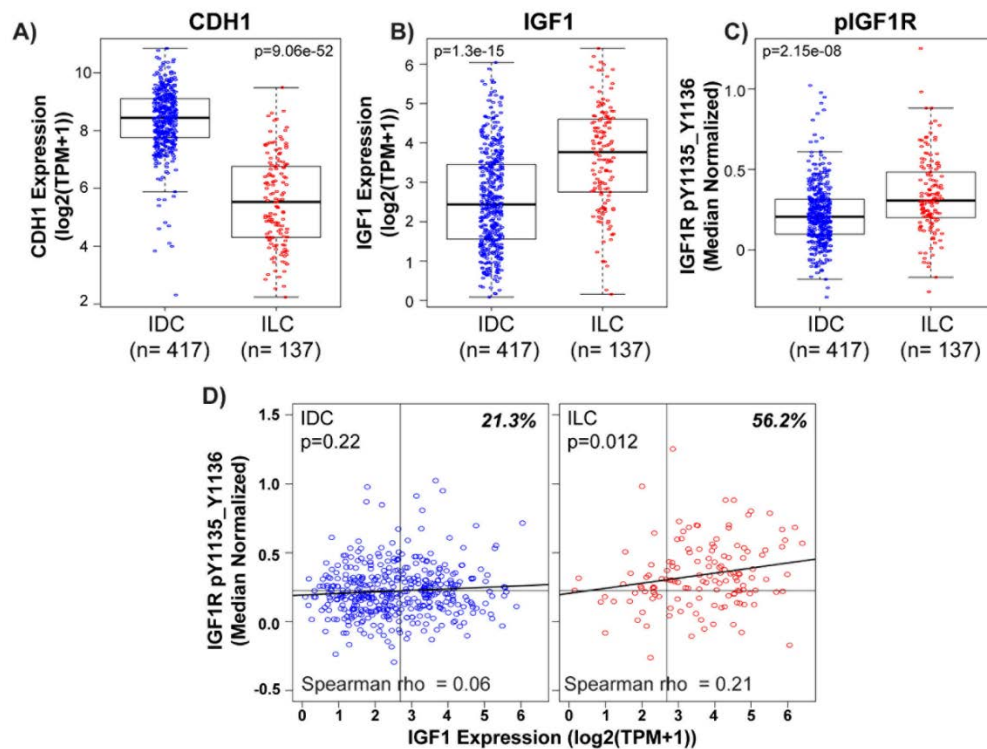 A)
CDH1
p=9.06e-52
CDH1 Expression
(log2(TPM+1))
10
8
6
4
2
IDC
(n= 417)
ILC
(n= 137)
B)
IGF1
p=1.3e-15
IGF1 Expression
(log2(TPM+1))
6
5
4
3
2
1
0
IDC
(n= 417)
ILC
(n= 137)
C)
pIGF1R
p=2.15e-08
IGF1R pY1135_Y1136
(Median Normalized)
1.0
0.5
0
IDC
(n= 417)
ILC
(n= 137)
D)
IGF1R pY1135_Y1136
(Median Normalized)
1.5
1.0
0.5
0.0
-0.5
IDC
p=0.22
21.3%
Spearman rho = 0.06
0 1 2 3 4 5 6
ILC
p=0.012
56.2%
Spearman rho = 0.21
0 1 2 3 4 5 6
IGF1 Expression (log2(TPM+1))